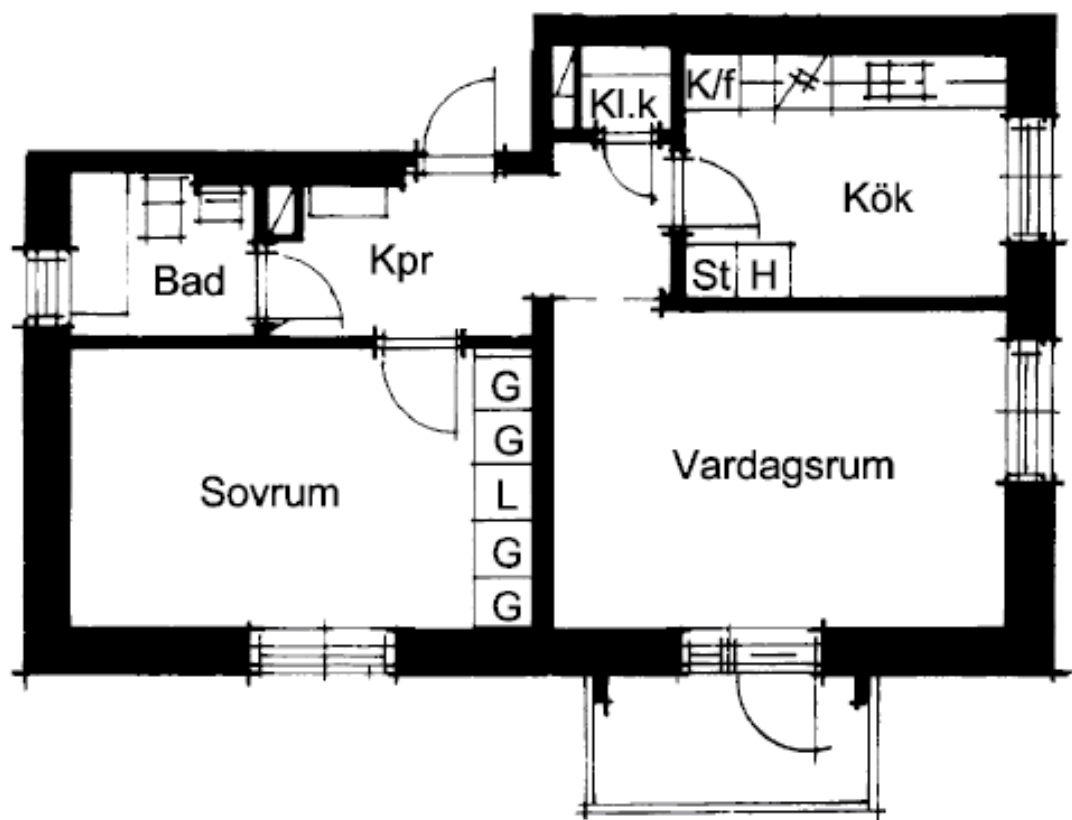 K/f
Kl.k
Kök
Kpr
Bad
St H
G
G
Vardagsrum
Sovrum
L
G
G